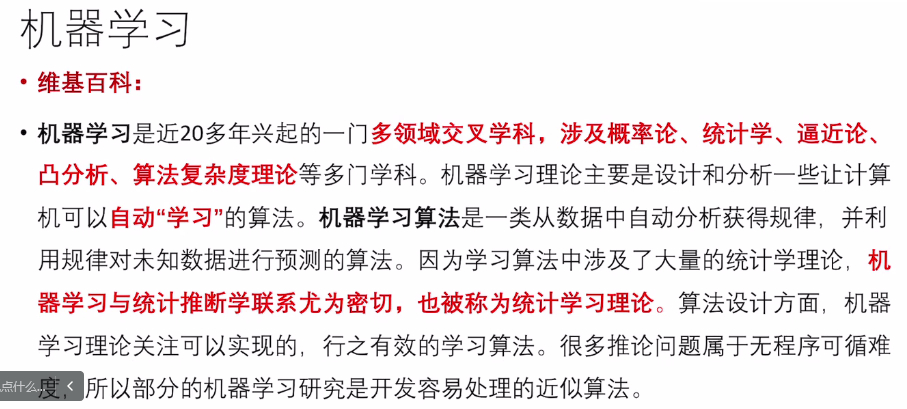 机器学习
• 维基百科：
• 机器学习是近20多年兴起的一门多领域交叉学科，涉及概率论、统计学、逼近论、
凸分析、算法复杂度理论等多门学科。机器学习理论主要是设计和分析一些让计算
机可以自动“学习”的算法。机器学习算法是一类从数据中自动分析获得规律，并利
用规律对未知数据进行预测的算法。因为学习算法中涉及了大量的统计学理论，机
器学习与统计推断学联系尤为密切，也被称为统计学习理论。算法设计方面，机器
学习理论关注可以实现的，行之有效的学习算法。很多推论问题属于无程序可循难
度，所以部分的机器学习研究是开发容易处理的近似算法。
点什么...